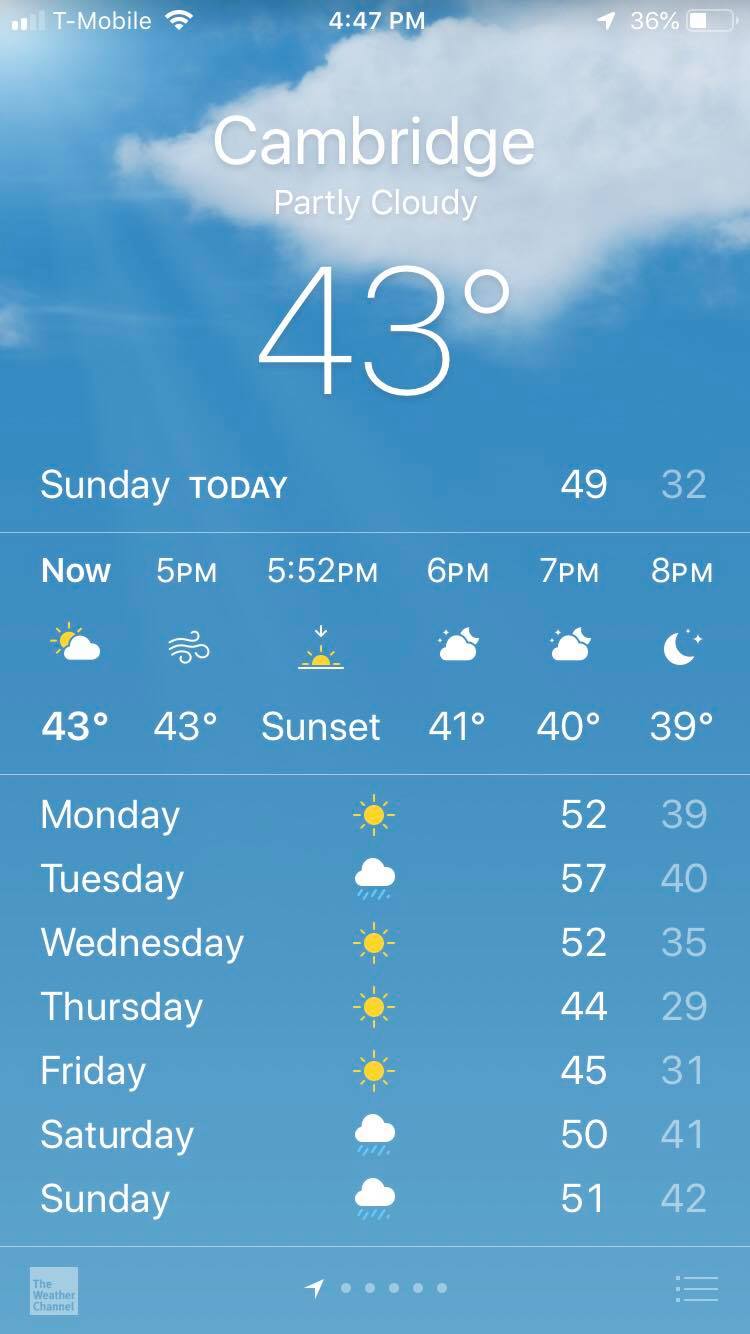 T-Mobile 4:47 PM 36%
Cambridge
Partly Cloudy
43°
Sunday TODAY 49 32
Now 5PM 5:52PM 6PM 7PM 8PM
43° 43° Sunset 41° 40° 39°
Monday 52 39
Tuesday 57 40
Wednesday 52 35
Thursday 44 29
Friday 45 31
Saturday 50 41
Sunday 51 42
The
Weather
Channel